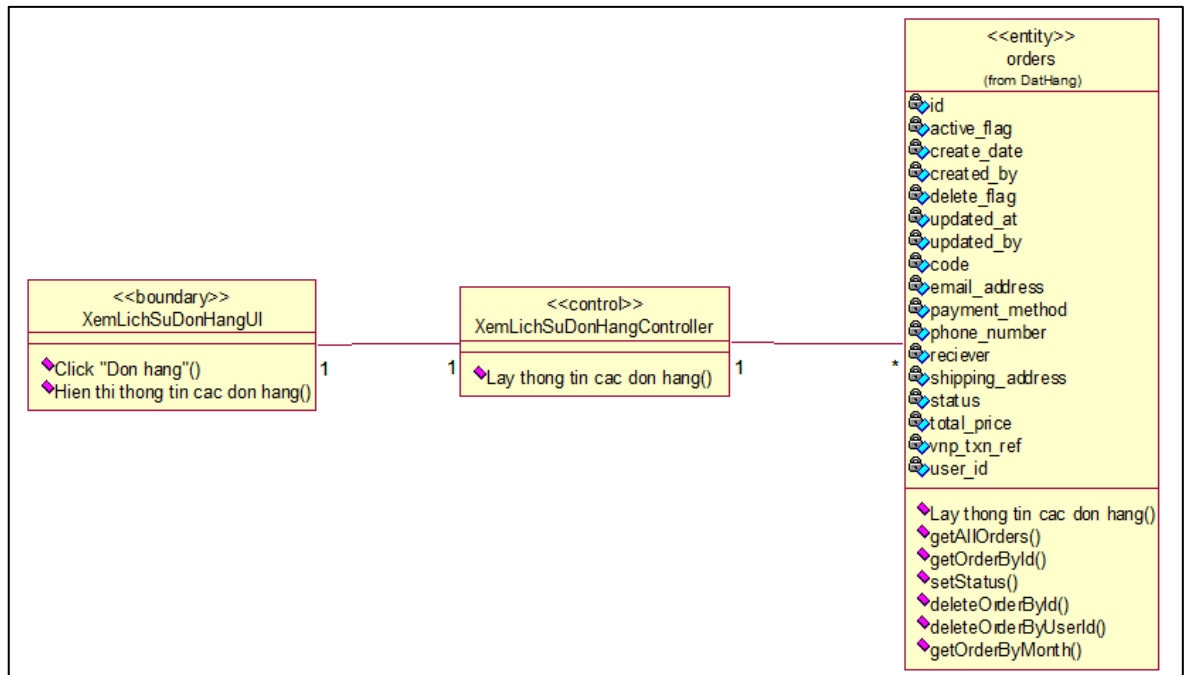 <<boundary>>
XemLichSuDonHangUI
Click "Don hang"()
Hien thi thong tin cac don hang()
1
1
<<control>>
XemLichSuDonHangController
Lay thong tin cac don hang()
1
*
<<entity>>
orders
(from DatHang)
id
active_flag
create_date
created_by
delete_flag
updated_at
updated_by
code
email_address
payment_method
phone_number
reciever
shipping_address
status
total_price
vnp_txn_ref
user_id
Lay thong tin cac don hang()
getAllOrders()
getOrderById()
setStatus()
deleteOrderById()
deleteOrderByUserId()
getOrderByMonth()